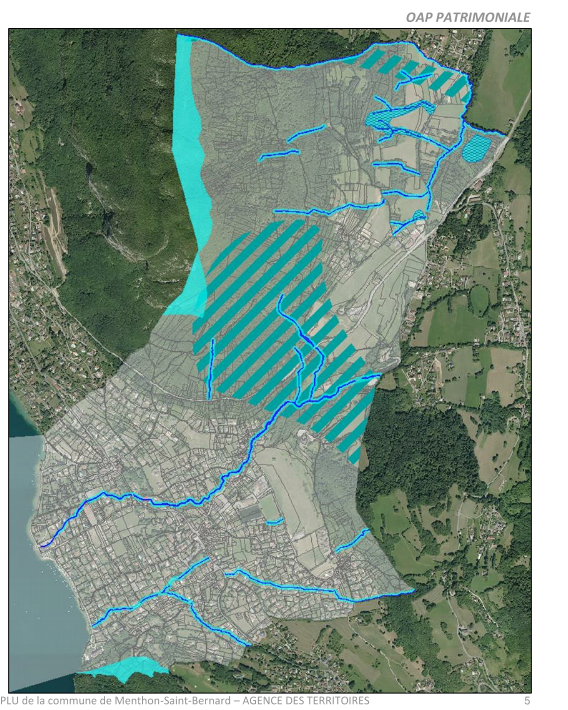 OAP PATRIMONIALE
PLU de la commune de Menthon-Saint-Bernard – AGENCE DES TERRITOIRES 5